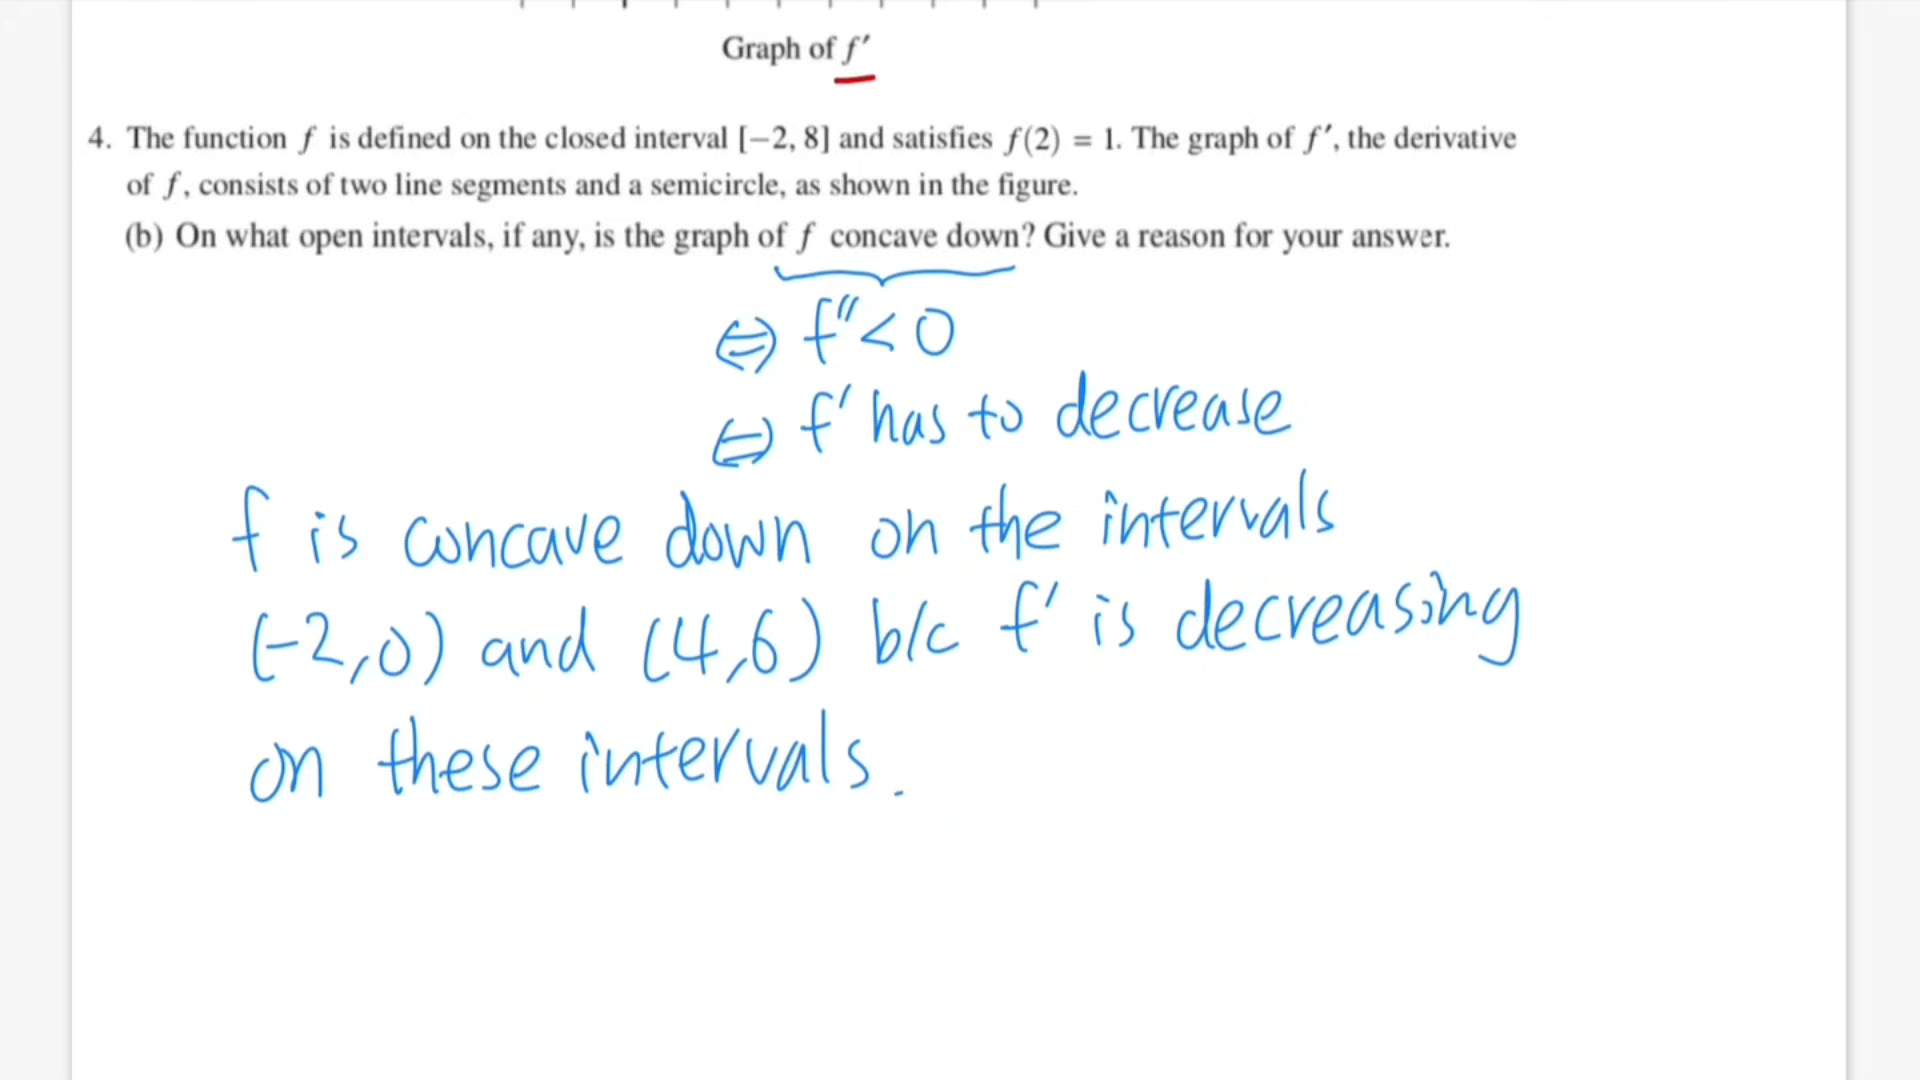 Graph of f′
4. The function f is defined on the closed interval [−2, 8] and satisfies f(2) = 1. The graph of f′, the derivative
of f, consists of two line segments and a semicircle, as shown in the figure.
(b) On what open intervals, if any, is the graph of f concave down? Give a reason for your answer.
⇔ f″<0
⇔ f′ has to decrease
f is concave down on the intervals
(-2,0) and (4,6) b/c f′ is decreasing
on these intervals.